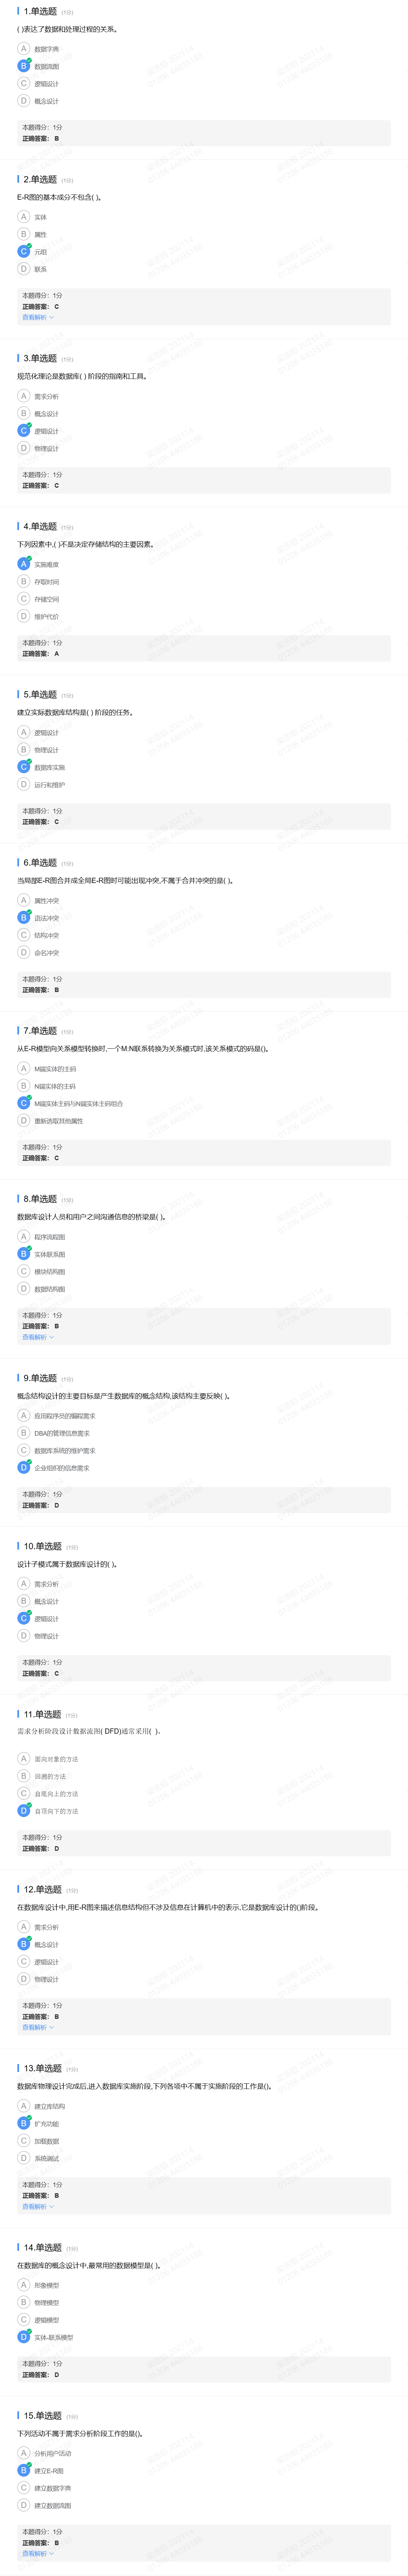 1.单选题 (1分)
( )表达了数据和处理过程的关系。
A 数据字典
B 数据流图
C 逻辑设计
D 概念设计
本题得分：1分
正确答案： B
2.单选题 (1分)
E-R图的基本成分不包含( )。
A 实体
B 属性
C 元组
D 联系
本题得分：1分
正确答案： C
查看解析
3.单选题 (1分)
规范化理论是数据库( ) 阶段的指南和工具。
A 需求分析
B 概念设计
C 逻辑设计
D 物理设计
本题得分：1分
正确答案： C
4.单选题 (1分)
下列因素中,( )不是决定存储结构的主要因素。
A 实施难度
B 存取时间
C 存储空间
D 维护代价
本题得分：1分
正确答案： A
5.单选题 (1分)
建立实际数据库结构是( ) 阶段的任务。
A 逻辑设计
B 物理设计
C 数据库实施
D 运行和维护
本题得分：1分
正确答案： C
6.单选题 (1分)
当局部E-R图合并成全局E-R图时可能出现冲突,不属于合并冲突的是( )。
A 属性冲突
B 语法冲突
C 结构冲突
D 命名冲突
本题得分：1分
正确答案： B
7.单选题 (1分)
从E-R模型向关系模型转换时,一个M:N联系转换为关系模式时,该关系模式的码是()。
A M端实体的主码
B N端实体的主码
C M端实体主码与N端实体主码组合
D 重新选取其他属性
本题得分：1分
正确答案： C
8.单选题 (1分)
数据库设计人员和用户之间沟通信息的桥梁是( )。
A 程序流程图
B 实体联系图
C 模块结构图
D 数据结构图
本题得分：1分
正确答案： B
查看解析
9.单选题 (1分)
概念结构设计的主要目标是产生数据库的概念结构,该结构主要反映( )。
A 应用程序员的编程需求
B DBA的管理信息需求
C 数据库系统的维护需求
D 企业组织的信息需求
本题得分：1分
正确答案： D
10.单选题 (1分)
设计子模式属于数据库设计的( )。
A 需求分析
B 概念设计
C 逻辑设计
D 物理设计
本题得分：1分
正确答案： C
11.单选题 (1分)
需求分析阶段设计数据流图( DFD)通常采用( )。
A 面向对象的方法
B 回溯的方法
C 自底向上的方法
D 自顶向下的方法
本题得分：1分
正确答案： D
12.单选题 (1分)
在数据库设计中,用E-R图来描述信息结构但不涉及信息在计算机中的表示,它是数据库设计的()阶段。
A 需求分析
B 概念设计
C 逻辑设计
D 物理设计
本题得分：1分
正确答案： B
查看解析
13.单选题 (1分)
数据库物理设计完成后,进入数据库实施阶段,下列各项中不属于实施阶段的工作是()。
A 建立库结构
B 扩充功能
C 加载数据
D 系统调试
本题得分：1分
正确答案： B
查看解析
14.单选题 (1分)
在数据库的概念设计中,最常用的数据模型是( )。
A 形象模型
B 物理模型
C 逻辑模型
D 实体-联系模型
本题得分：1分
正确答案： D
15.单选题 (1分)
下列活动不属于需求分析阶段工作的是()。
A 分析用户活动
B 建立E-R图
C 建立数据字典
D 建立数据流图
本题得分：1分
正确答案： B
查看解析